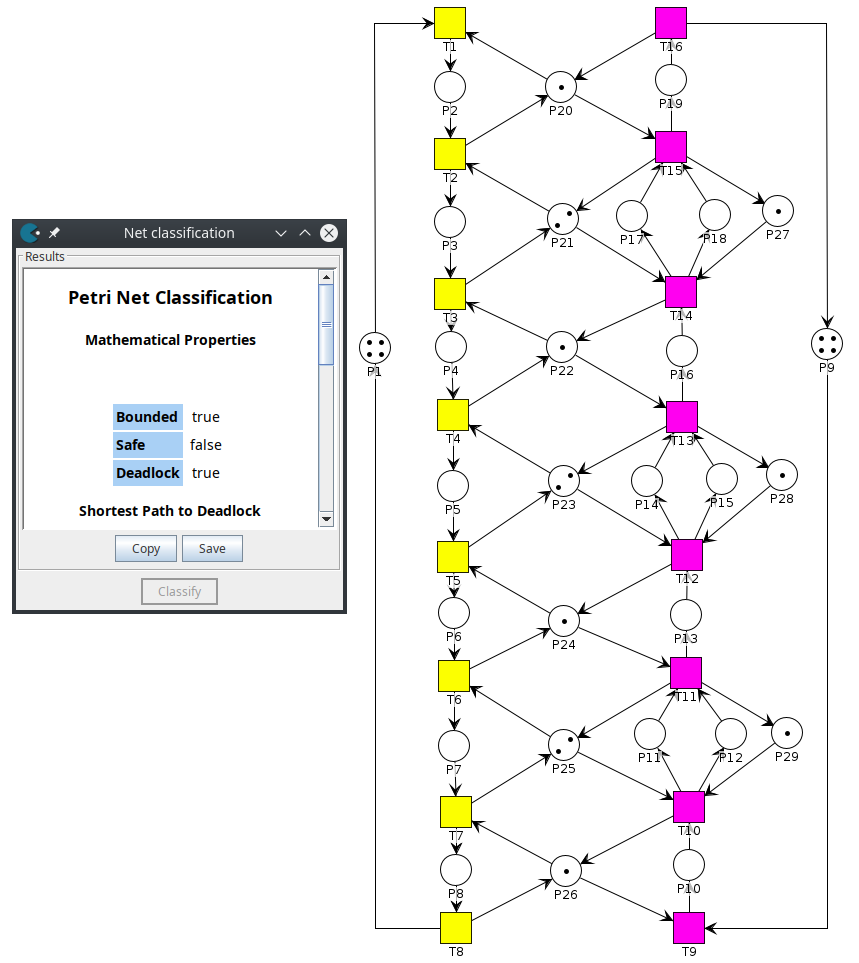 Net classification
Results
Petri Net Classification
Mathematical Properties
Bounded true
Safe false
Deadlock true
Shortest Path to Deadlock
Copy Save
Classify
T1 T16
P2 P20 P19
T2 T15
P3 P21 P17 P18 P27
T3 T14
P1 P4 P22 P16 P9
T4 T13
P5 P23 P14 P15 P28
T5 T12
P6 P24 P13
T6 T11
P7 P25 P11 P12 P29
T7 T10
P8 P26 P10
T8 T9